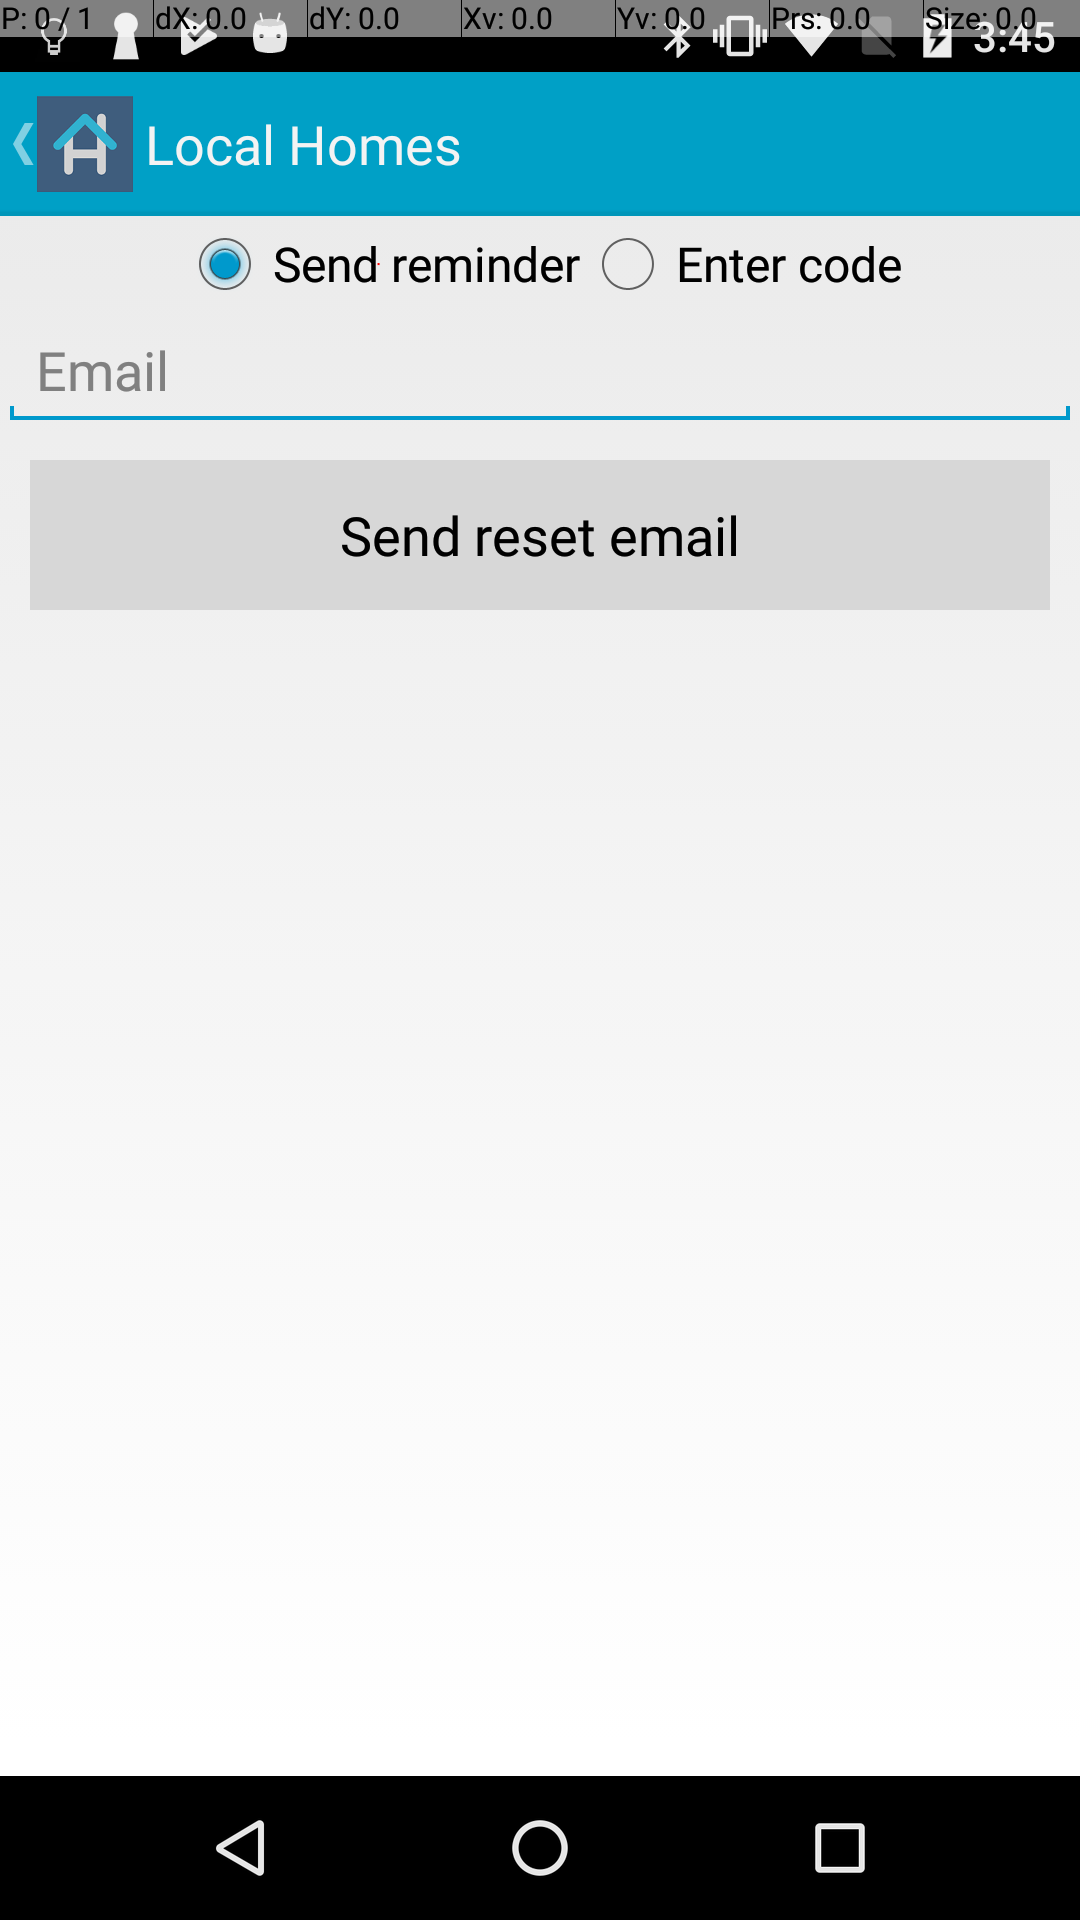 P: 0 / 1 dX: 0.0 dY: 0.0 Xv: 0.0 Yv: 0.0 Prs: 0.0 Size: 0.0
3:45
Local Homes
Send reminder Enter code
Email
Send reset email